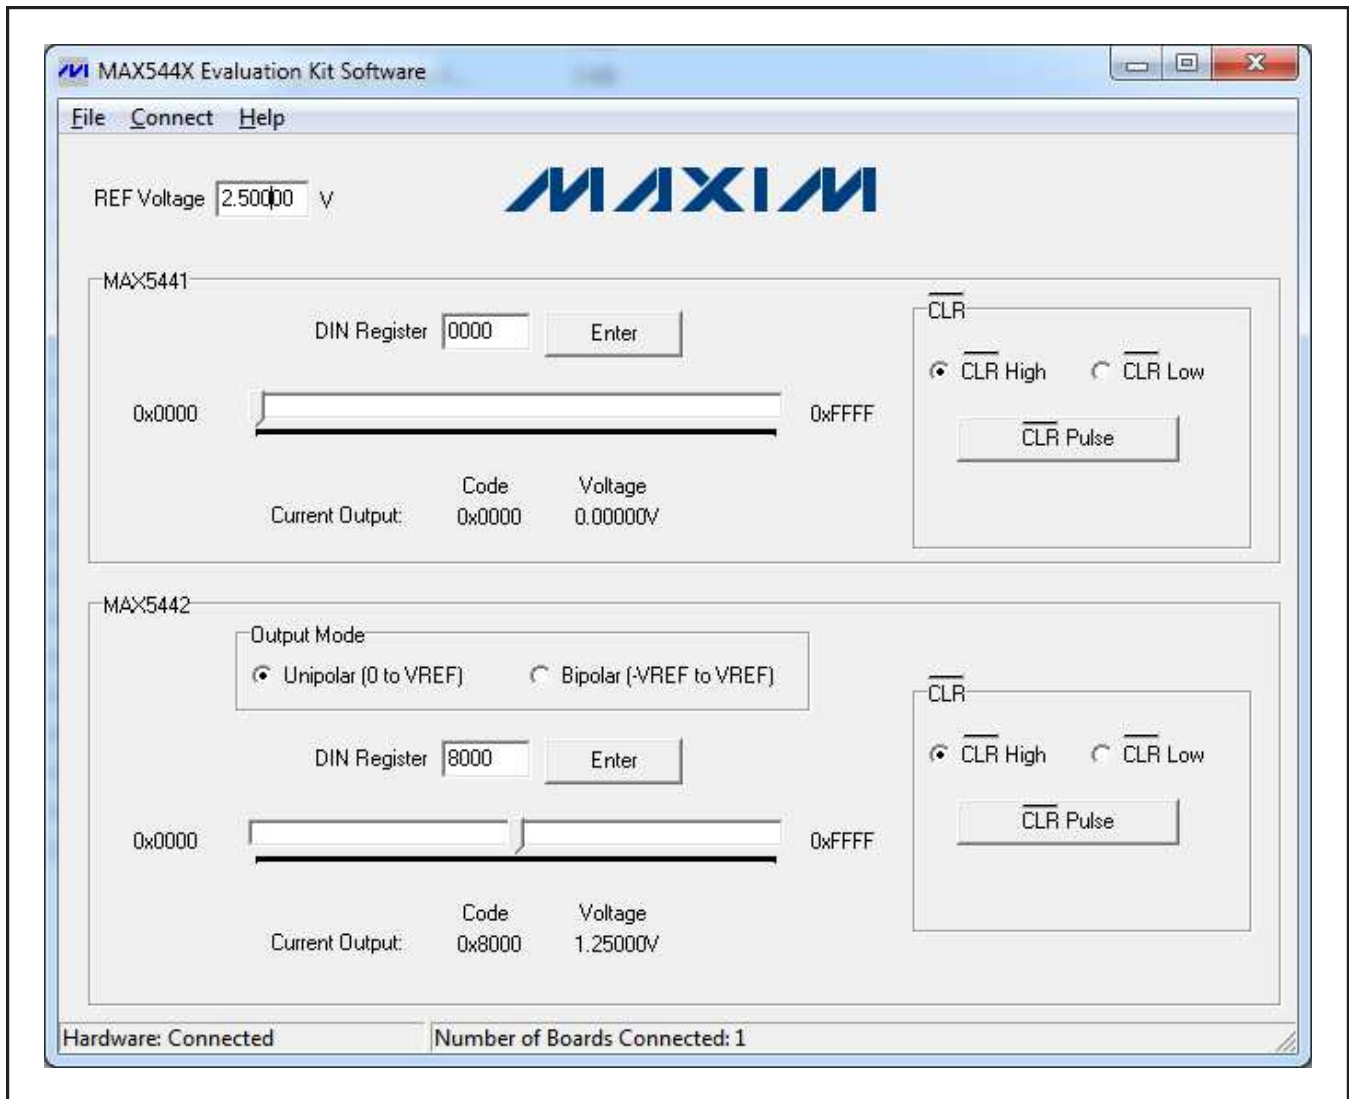 MAX544X Evaluation Kit Software
File Connect Help
REF Voltage 2.50000 V
MAXIM
MAX5441
DIN Register 0000 Enter
0x0000 0xFFFF
Code Voltage
Current Output: 0x0000 0.00000V
CLR
CLR High CLR Low
CLR Pulse
MAX5442
Output Mode
Unipolar (0 to VREF) Bipolar (-VREF to VREF)
DIN Register 8000 Enter
0x0000 0xFFFF
Code Voltage
Current Output: 0x8000 1.25000V
CLR
CLR High CLR Low
CLR Pulse
Hardware: Connected Number of Boards Connected: 1